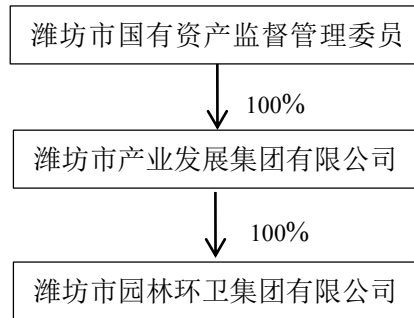 潍坊市国有资产监督管理委员
100%
潍坊市产业发展集团有限公司
100%
潍坊市园林环卫集团有限公司